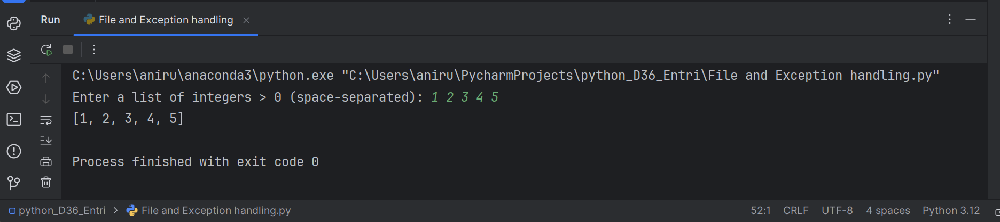 Run File and Exception handling
C:\Users\aniru\anaconda3\python.exe "C:\Users\aniru\PycharmProjects\python_D36_Entri\File and Exception handling.py"
Enter a list of integers > 0 (space-separated): 1 2 3 4 5
[1, 2, 3, 4, 5]
Process finished with exit code 0
python_D36_Entri > File and Exception handling.py 52:1 CRLF UTF-8 4 spaces Python 3.12